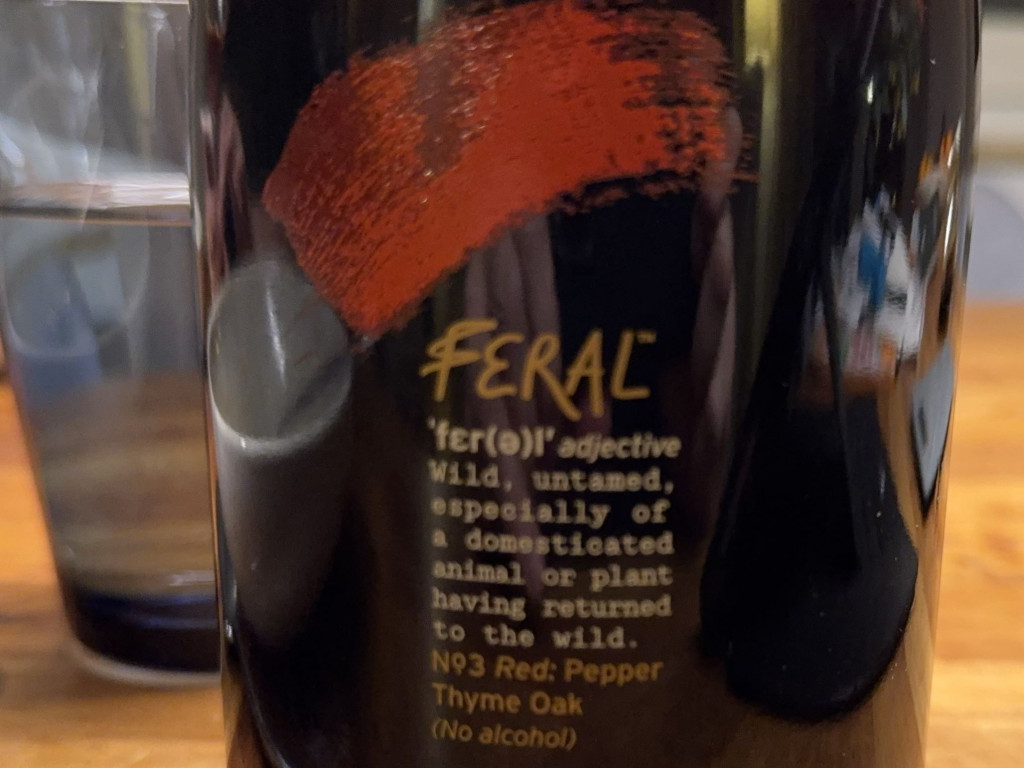 FERAL™
'fɛr(ə)l' adjective
Wild, untamed,
especially of
a domesticated
animal or plant
having returned
to the wild.
Nº3 Red: Pepper
Thyme Oak
(No alcohol)